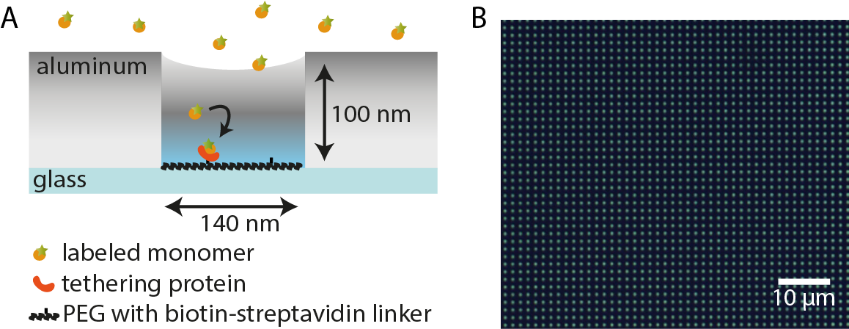 A
aluminum
100 nm
glass
140 nm
labeled monomer
tethering protein
PEG with biotin-streptavidin linker
B
10 µm